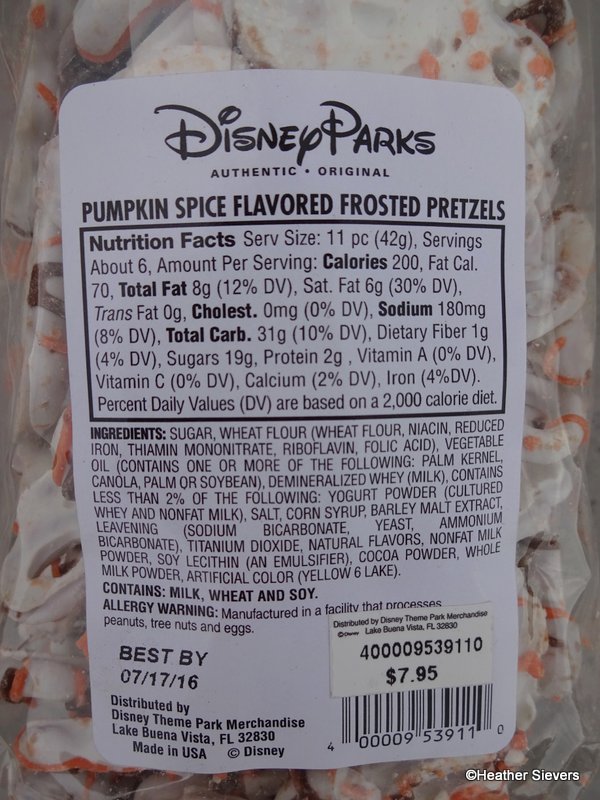 Disney Parks
AUTHENTIC • ORIGINAL
PUMPKIN SPICE FLAVORED FROSTED PRETZELS
Nutrition Facts Serv Size: 11 pc (42g), Servings
About 6, Amount Per Serving: Calories 200, Fat Cal.
70, Total Fat 8g (12% DV), Sat. Fat 6g (30% DV),
Trans Fat 0g, Cholest. 0mg (0% DV), Sodium 180mg
(8% DV), Total Carb. 31g (10% DV), Dietary Fiber 1g
(4% DV), Sugars 19g, Protein 2g , Vitamin A (0% DV),
Vitamin C (0% DV), Calcium (2% DV), Iron (4%DV).
Percent Daily Values (DV) are based on a 2,000 calorie diet.
INGREDIENTS: SUGAR, WHEAT FLOUR (WHEAT FLOUR, NIACIN, REDUCED
IRON, THIAMIN MONONITRATE, RIBOFLAVIN, FOLIC ACID), VEGETABLE
OIL (CONTAINS ONE OR MORE OF THE FOLLOWING: PALM KERNEL,
CANOLA, PALM OR SOYBEAN), DEMINERALIZED WHEY (MILK), CONTAINS
LESS THAN 2% OF THE FOLLOWING: YOGURT POWDER (CULTURED
WHEY AND NONFAT MILK), SALT, CORN SYRUP, BARLEY MALT EXTRACT,
LEAVENING (SODIUM BICARBONATE, YEAST, AMMONIUM
BICARBONATE), TITANIUM DIOXIDE, NATURAL FLAVORS, NONFAT MILK
POWDER, SOY LECITHIN (AN EMULSIFIER), COCOA POWDER, WHOLE
MILK POWDER, ARTIFICIAL COLOR (YELLOW 6 LAKE).
CONTAINS: MILK, WHEAT AND SOY.
ALLERGY WARNING: Manufactured in a facility that processes
peanuts, tree nuts and eggs.
BEST BY
07/17/16
Distributed by
Disney Theme Park Merchandise
Lake Buena Vista, FL 32830
Made in USA © Disney
Distributed by Disney Theme Park Merchandise
©Disney Lake Buena Vista, FL 32830
400009539110
$7.95
4 00009 53911 0
©Heather Sievers